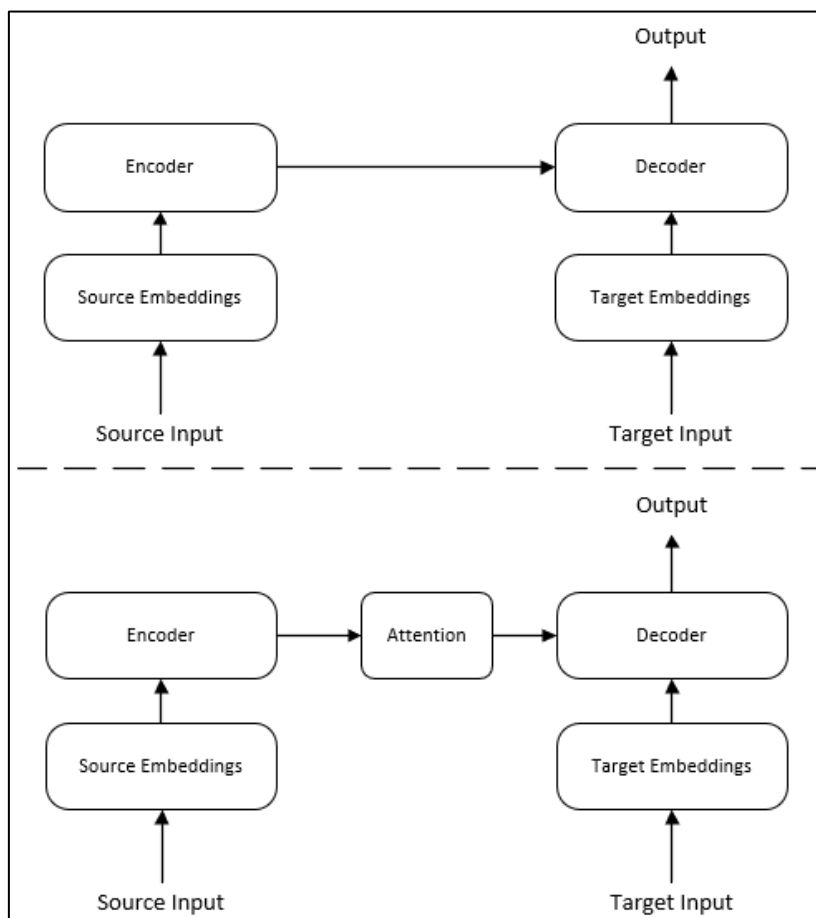 Output
Encoder
Decoder
Source Embeddings
Target Embeddings
Source Input
Target Input
Output
Encoder
Attention
Decoder
Source Embeddings
Target Embeddings
Source Input
Target Input